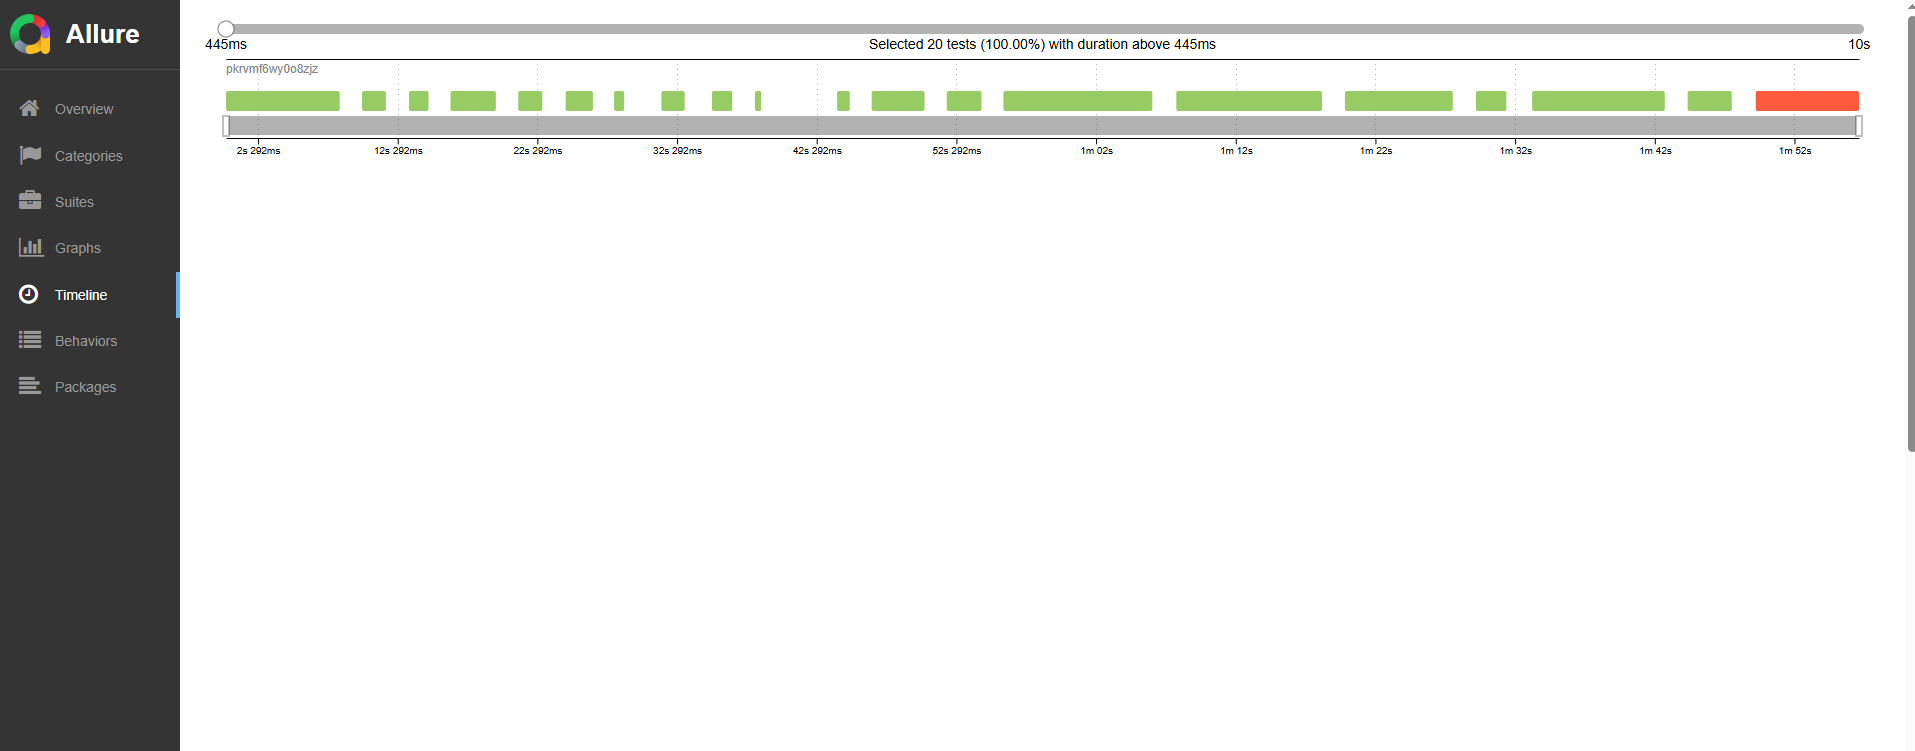 Allure
Overview
Categories
Suites
Graphs
Timeline
Behaviors
Packages
445ms Selected 20 tests (100.00%) with duration above 445ms 10s
pkrvmf6wy0o8zjz
2s 292ms 12s 292ms 22s 292ms 32s 292ms 42s 292ms 52s 292ms 1m 02s 1m 12s 1m 22s 1m 32s 1m 42s 1m 52s